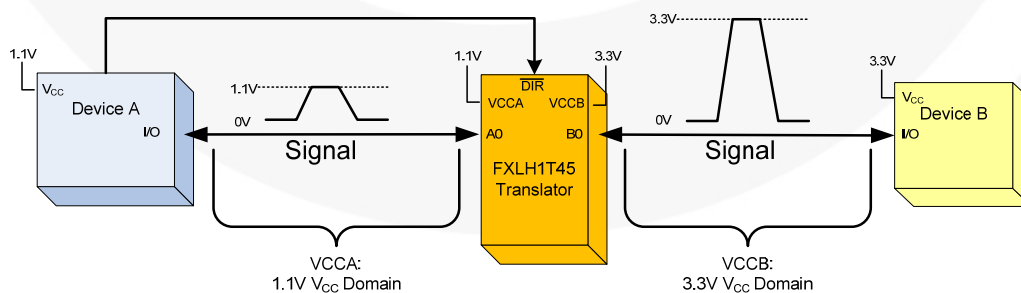 3.3V
1.1V
1.1V
3.3V
3.3V
DIR
VCC
Device A
I/O
1.1V
0V
Signal
VCCA VCCB
A0 B0
FXLH1T45
Translator
0V
Signal
VCC
Device B
I/O
VCCA:
1.1V VCC Domain
VCCB:
3.3V VCC Domain